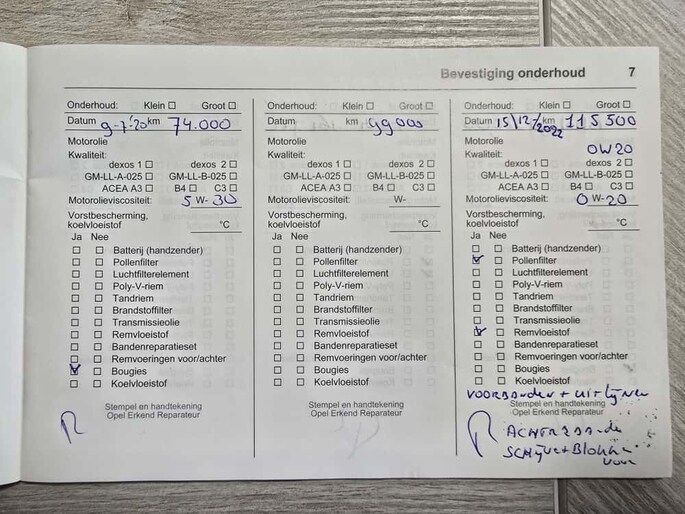 Bevestiging onderhoud 7
Onderhoud: Klein ☐ Groot ☐
Datum 9-7-'20 km 74.000
Motorolie
Kwaliteit:
dexos 1 ☐ dexos 2 ☐
GM-LL-A-025 ☐ GM-LL-B-025 ☐
ACEA A3 ☐ B4 ☐ C3 ☐
Motorolieviscositeit: 5 W- 30
Vorstbescherming,
koelvloeistof °C
Ja Nee
☐ ☐ Batterij (handzender)
☐ ☐ Pollenfilter
☐ ☐ Luchtfilterelement
☐ ☐ Poly-V-riem
☐ ☐ Tandriem
☐ ☐ Brandstoffilter
☐ ☐ Transmissieolie
☐ ☐ Remvloeistof
☐ ☐ Bandenreparatieset
☐ ☐ Remvoeringen voor/achter
☑ ☐ Bougies
☐ ☐ Koelvloeistof
Stempel en handtekening
Opel Erkend Reparateur
Onderhoud: Klein ☐ Groot ☐
Datum km 99000
Motorolie
Kwaliteit:
dexos 1 ☐ dexos 2 ☐
GM-LL-A-025 ☐ GM-LL-B-025 ☐
ACEA A3 ☐ B4 ☐ C3 ☐
Motorolieviscositeit: W-
Vorstbescherming,
koelvloeistof °C
Ja Nee
☐ ☐ Batterij (handzender)
☐ ☐ Pollenfilter
☐ ☐ Luchtfilterelement
☐ ☐ Poly-V-riem
☐ ☐ Tandriem
☐ ☐ Brandstoffilter
☐ ☐ Transmissieolie
☐ ☐ Remvloeistof
☐ ☐ Bandenreparatieset
☐ ☐ Remvoeringen voor/achter
☐ ☐ Bougies
☐ ☐ Koelvloeistof
Stempel en handtekening
Opel Erkend Reparateur
Onderhoud: Klein ☐ Groot ☐
Datum 15/12/2022 km 115.500
Motorolie
Kwaliteit: 0W20
dexos 1 ☐ dexos 2 ☐
GM-LL-A-025 ☐ GM-LL-B-025 ☐
ACEA A3 ☐ B4 ☐ C3 ☐
Motorolieviscositeit: 0 W- 20
Vorstbescherming,
koelvloeistof °C
Ja Nee
☐ ☐ Batterij (handzender)
☑ ☐ Pollenfilter
☐ ☐ Luchtfilterelement
☐ ☐ Poly-V-riem
☐ ☐ Tandriem
☐ ☐ Brandstoffilter
☐ ☐ Transmissieolie
☑ ☐ Remvloeistof
☐ ☐ Bandenreparatieset
☐ ☐ Remvoeringen voor/achter
☐ ☐ Bougies
☐ ☐ Koelvloeistof
VOORBANDEN + uitlijnen
Stempel en handtekening
Opel Erkend Reparateur
SCHIJVE + Blokken
voor